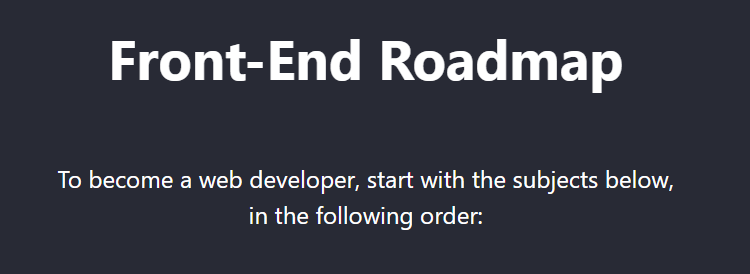 Front-End Roadmap
To become a web developer, start with the subjects below,
in the following order: